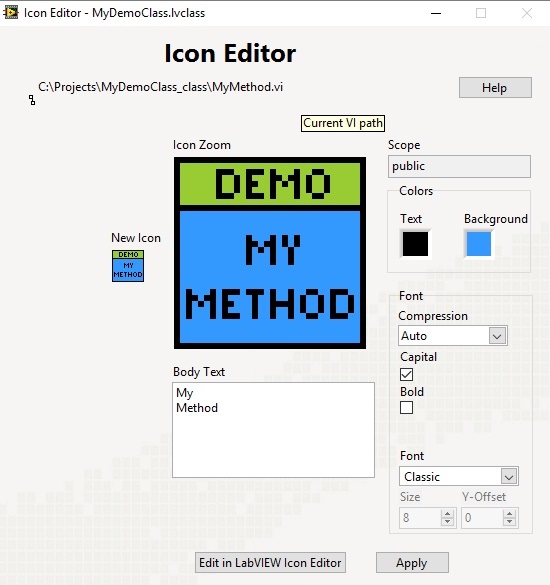 Icon Editor - MyDemoClass.lvclass
Icon Editor
C:\Projects\MyDemoClass_class\MyMethod.vi
Help
Current VI path
Icon Zoom
Scope
DEMO
public
Colors
Text Background
MY
New Icon
DEMO
MY
METHOD
METHOD
Font
Compression
Auto
Capital
Body Text
Bold
My
Method
Font
Classic
Size Y-Offset
8 0
Edit in LabVIEW Icon Editor Apply